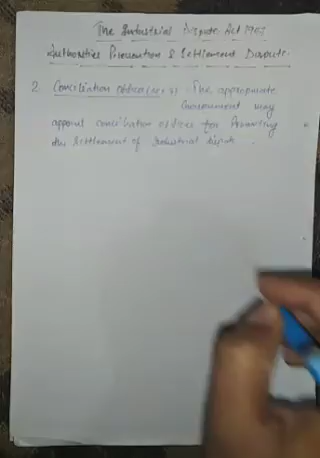 The Industrial Dispute Act 1947
Authorities Prevention & Settlement Dispute.
2 Conciliation officer (sec 4) :- The appropriate
Government may
appoint conciliation officer for Promoting
the Settlement of Industrial Dispute .